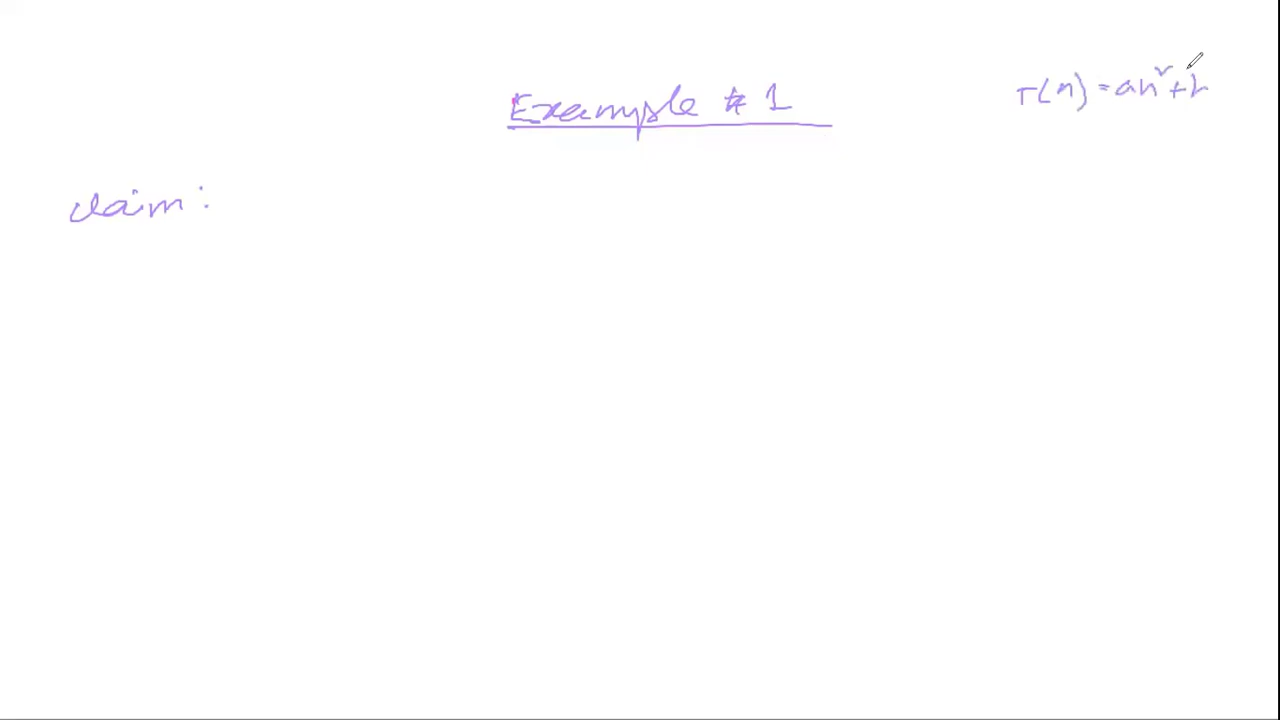 Example # 1
T(n) = an² + b
claim :